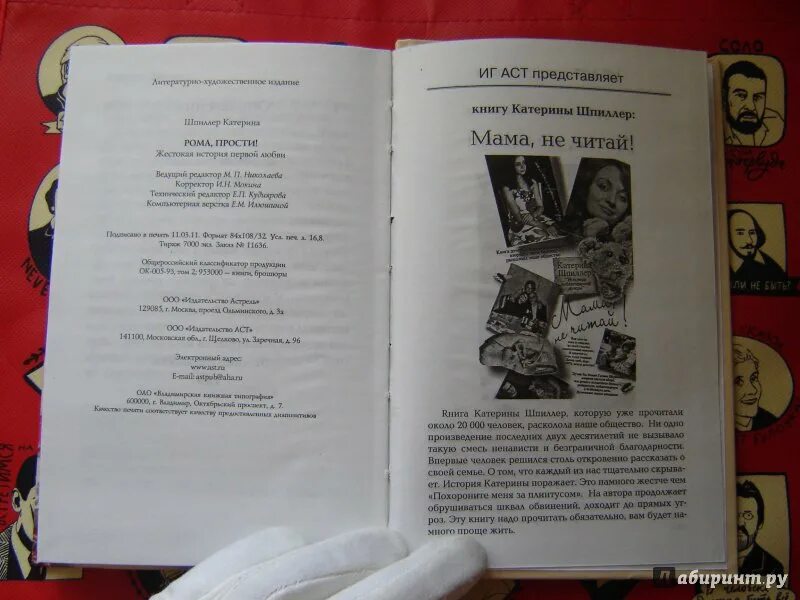 Литературно-художественное издание
Шпиллер Катерина
РОМА, ПРОСТИ!
Жестокая история первой любви
Ведущий редактор М. П. Николаева
Корректор И.Н. Мокина
Технический редактор Е.П. Кудиярова
Компьютерная верстка Е.М. Илюшиной
Подписано в печать 11.03.11. Формат 84х108/32. Усл. печ. л. 16,8.
Тираж 7000 экз. Заказ № 11636.
Общероссийский классификатор продукции
ОК-005-93, том 2; 953000 — книги, брошюры
ООО «Издательство Астрель»
129085, г. Москва, проезд Ольминского, д. 3а
ООО «Издательство АСТ»
141100, Московская обл., г. Щелково, ул. Заречная, д. 96
Электронный адрес:
www.ast.ru
E-mail: astpub@aha.ru
ОАО «Владимирская книжная типография»
600000, г. Владимир, Октябрьский проспект, д. 7.
Качество печати соответствует качеству предоставленных диапозитивов
ИГ АСТ представляет
книгу Катерины Шпиллер:
Мама, не читай!
Катерина
Шпиллер
Мама,
не читай!
Книга Катерины Шпиллер, которую уже прочитали
около 20 000 человек, расколола наше общество. Ни одно
произведение последних двух десятилетий не вызывало
такую смесь ненависти и безграничной благодарности.
Впервые человек решился столь откровенно рассказать о
своей семье. О том, что каждый из нас тщательно скрыва-
ет. История Катерины поражает. Это намного жестче чем
«Похороните меня за плинтусом». На автора продолжает
обрушиваться шквал обвинений, доходит до прямых уг-
роз. Эту книгу надо прочитать обязательно, вам будет на-
много проще жить.
СОЛО
NEVE
ИЛИ НЕ БЫТЬ?
Лабиринт.ру